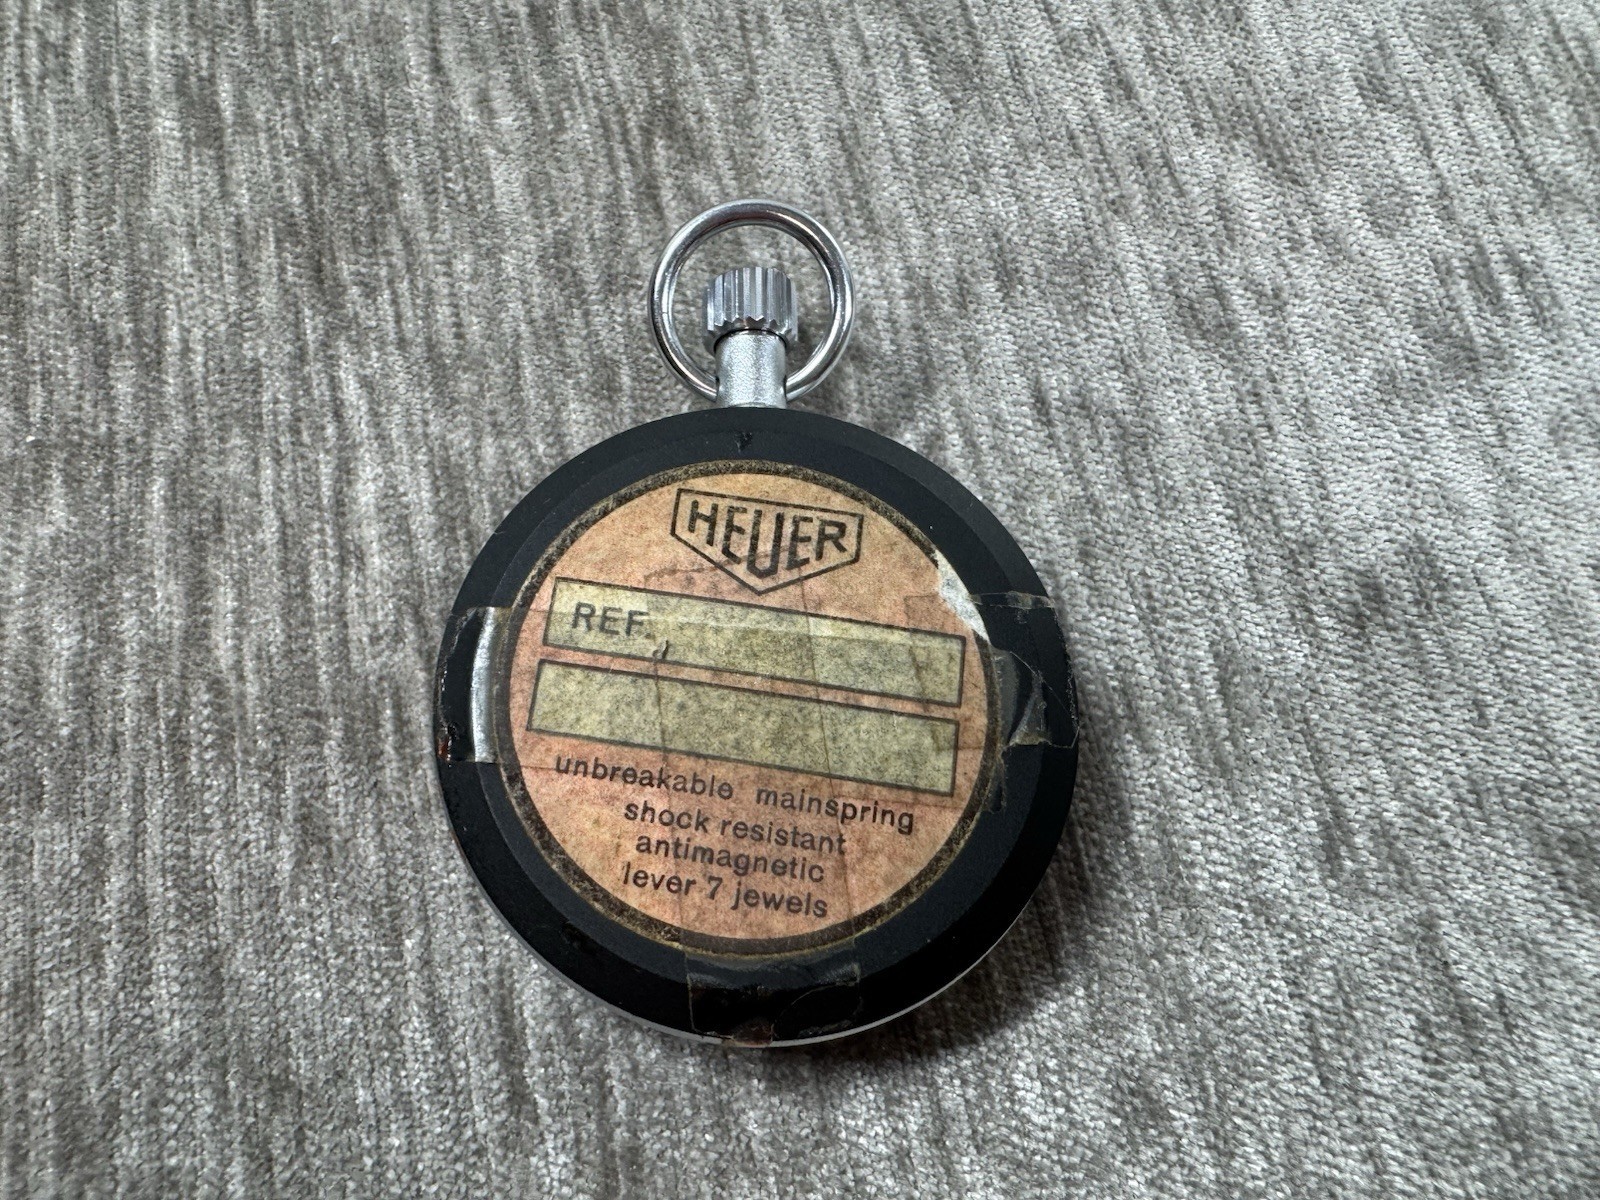 HEUER
REF.
unbreakable mainspring
shock resistant
antimagnetic
lever 7 jewels